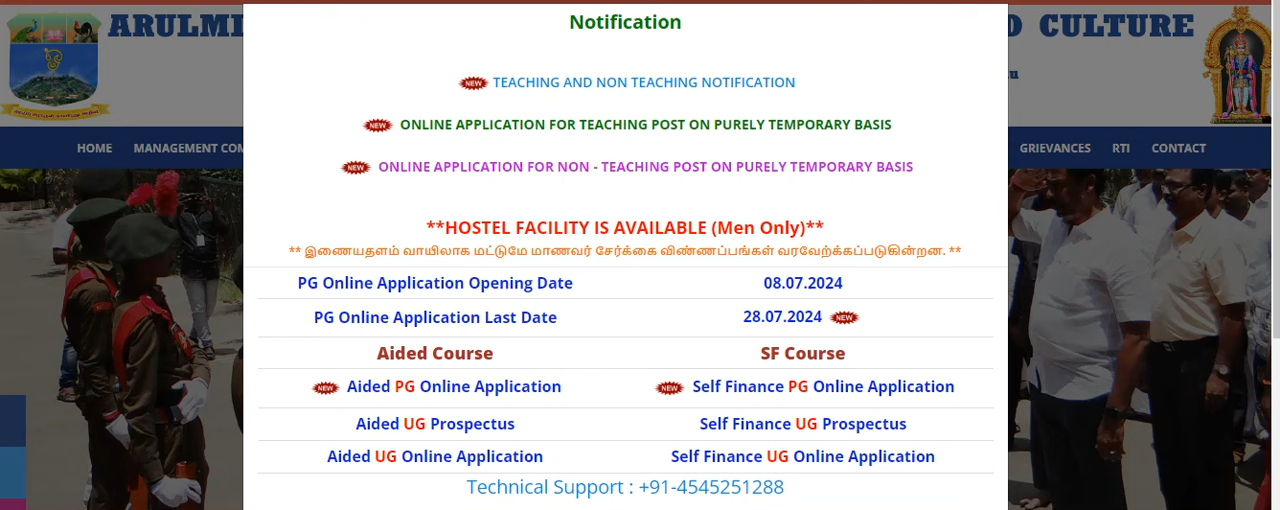 ARULMI
D CULTURE
Notification
NEW TEACHING AND NON TEACHING NOTIFICATION
NEW ONLINE APPLICATION FOR TEACHING POST ON PURELY TEMPORARY BASIS
HOME MANAGEMENT COM
GRIEVANCES RTI CONTACT
NEW ONLINE APPLICATION FOR NON - TEACHING POST ON PURELY TEMPORARY BASIS
**HOSTEL FACILITY IS AVAILABLE (Men Only)**
** இணையதளம் வாயிலாக மட்டுமே மாணவர் சேர்க்கை விண்ணப்பங்கள் வரவேற்க்கப்படுகின்றன. **
PG Online Application Opening Date 08.07.2024
PG Online Application Last Date 28.07.2024 NEW
Aided Course SF Course
NEW Aided PG Online Application NEW Self Finance PG Online Application
Aided UG Prospectus Self Finance UG Prospectus
Aided UG Online Application Self Finance UG Online Application
Technical Support : +91-4545251288